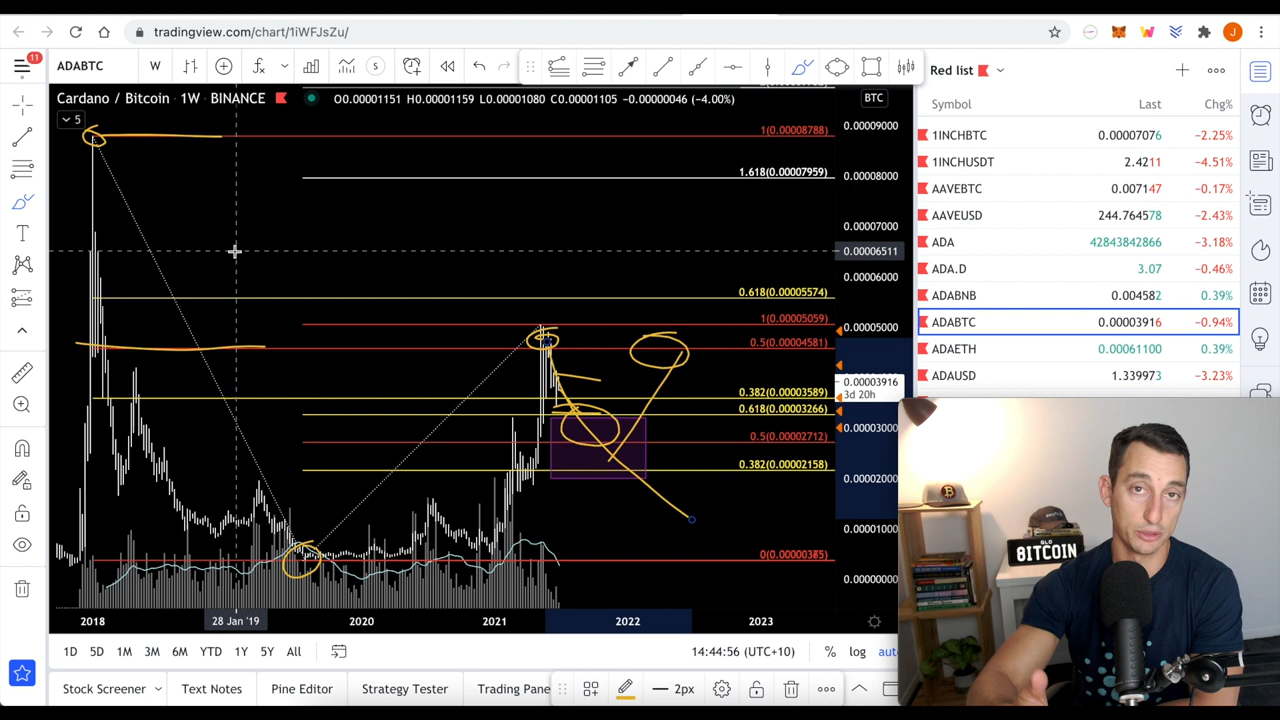 tradingview.com/chart/1iWFJsZu/
J
11
ADABTC
W
S
Red list
Cardano / Bitcoin · 1W · BINANCE
O0.00001151 H0.00001159 L0.00001080 C0.00001105 −0.00000046 (−4.00%)
BTC
5
Symbol Last Chg%
1INCHBTC 0.00007076 −2.25%
1INCHUSDT 2.4211 −4.51%
AAVEBTC 0.007147 −0.17%
AAVEUSD 244.764578 −2.43%
ADA 42843842866 −3.18%
ADA.D 3.07 −0.46%
ADABNB 0.004582 0.39%
ADABTC 0.00003916 −0.94%
ADAETH 0.00061100 0.39%
ADAUSD 1.339973 −3.23%
0.00009000
1(0.00008788)
1.618(0.00007959)
0.00008000
0.00007000
0.00006511
0.00006000
0.618(0.00005574)
1(0.00005059)
0.00005000
0.5(0.00004581)
0.00003916
3d 20h
0.382(0.00003589)
0.618(0.00003266)
0.00003000
0.5(0.00002712)
0.382(0.00002158)
0.00002000
0.00001000
0.00000000
2018
28 Jan '19
2020
2021
2022
2023
1D 5D 1M 3M 6M YTD 1Y 5Y All
14:44:56 (UTC+10) % log
Stock Screener Text Notes Pine Editor Strategy Tester Trading Pane
2px
BITCOIN